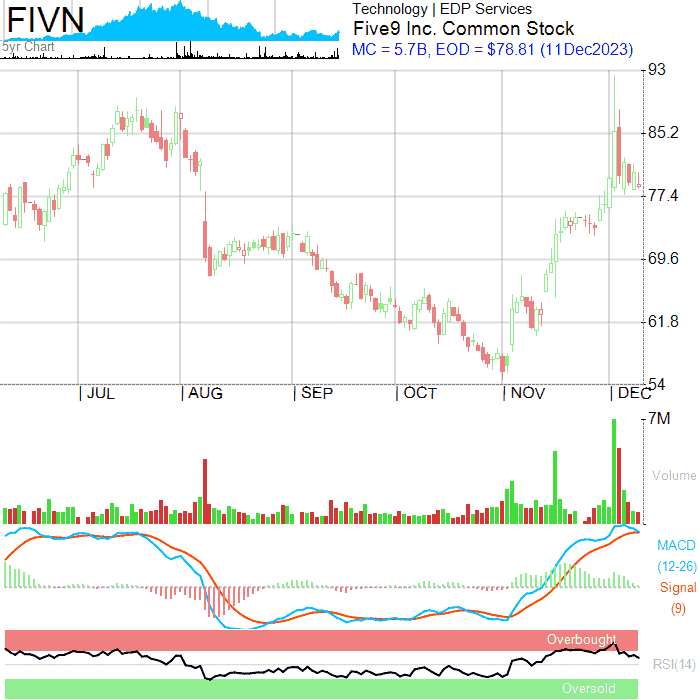 FIVN
5yr Chart
Technology | EDP Services
Five9 Inc. Common Stock
MC = 5.7B, EOD = $78.81 (11Dec2023)
93
85.2
77.4
69.6
61.8
54
| JUL | AUG | SEP | OCT | NOV | DEC
7M
Volume
MACD
(12-26)
Signal
(9)
Overbought
RSI(14)
Oversold